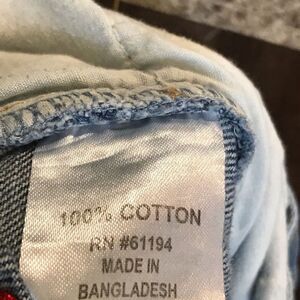 100% COTTON
RN #61194
MADE IN
BANGLADESH